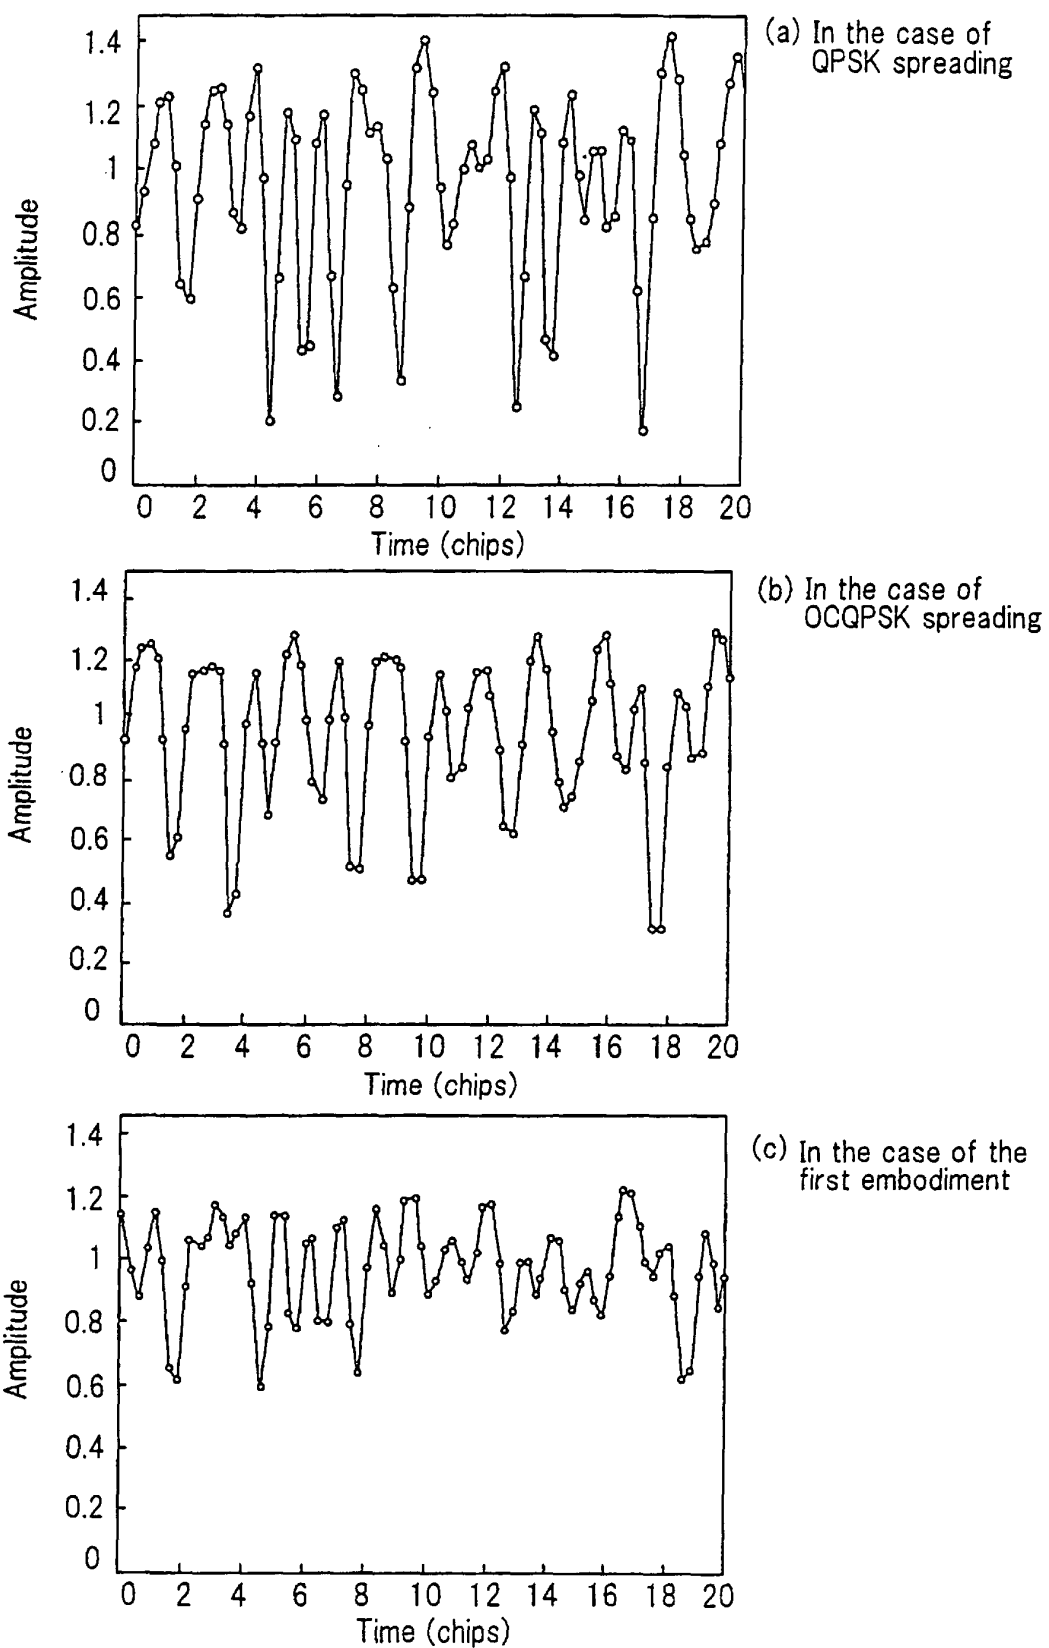 (a) In the case of
QPSK spreading
1.4
1.2
1
0.8
0.6
0.4
0.2
0
Amplitude
0 2 4 6 8 10 12 14 16 18 20
Time (chips)
(b) In the case of
OCQPSK spreading
1.4
1.2
1
0.8
0.6
0.4
0.2
0
Amplitude
0 2 4 6 8 10 12 14 16 18 20
Time (chips)
(c) In the case of the
first embodiment
1.4
1.2
1
0.8
0.6
0.4
0.2
0
Amplitude
0 2 4 6 8 10 12 14 16 18 20
Time (chips)